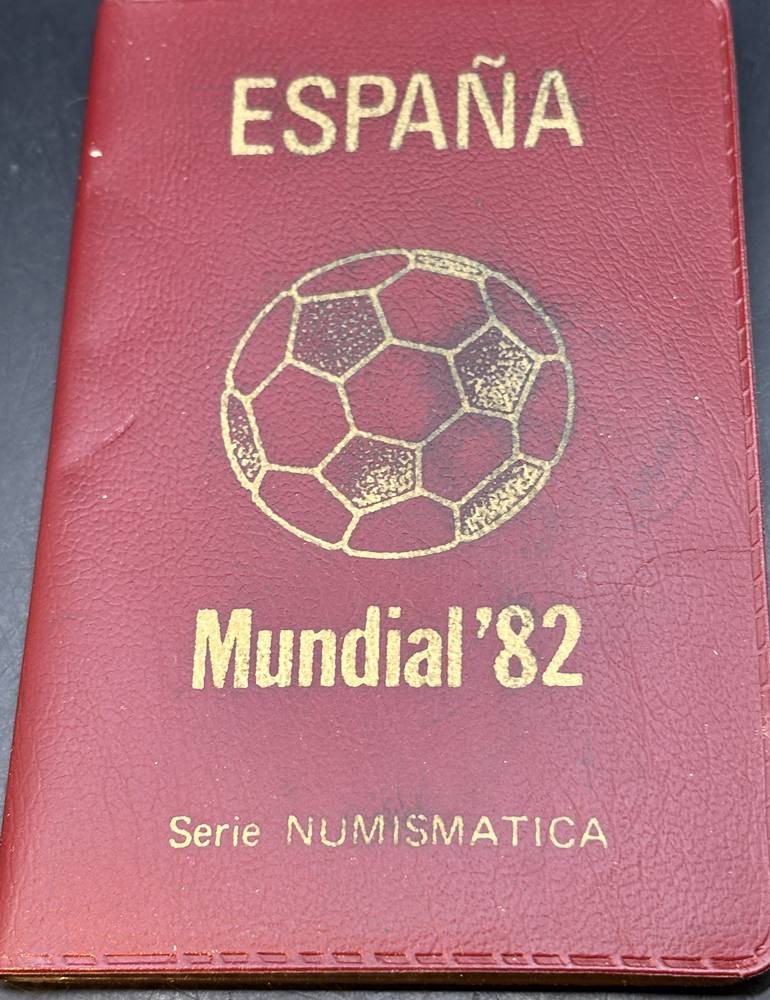 ESPAÑA
Mundial '82
Serie NUMISMATICA